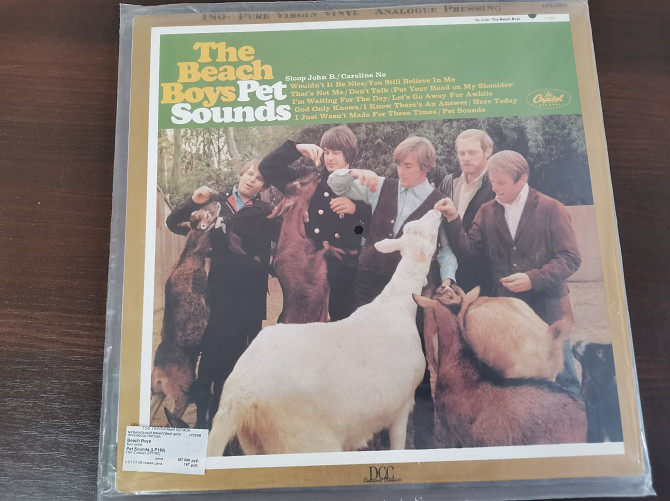 180g PURE VIRGIN VINYL ANALOGUE PRESSING
The
Beach
Boys Pet
Sounds
Sloop John B./Caroline No
Wouldn't It Be Nice/You Still Believe In Me
That's Not Me/Don't Talk (Put Your Head on My Shoulder)
I'm Waiting For The Day/Let's Go Away For Awhile
God Only Knows/I Know There's An Answer/Here Today
I Just Wasn't Made For These Times/Pet Sounds
Capitol
RECORDS
Beach Boys
Pet Sounds (LP180)
цена
DCC